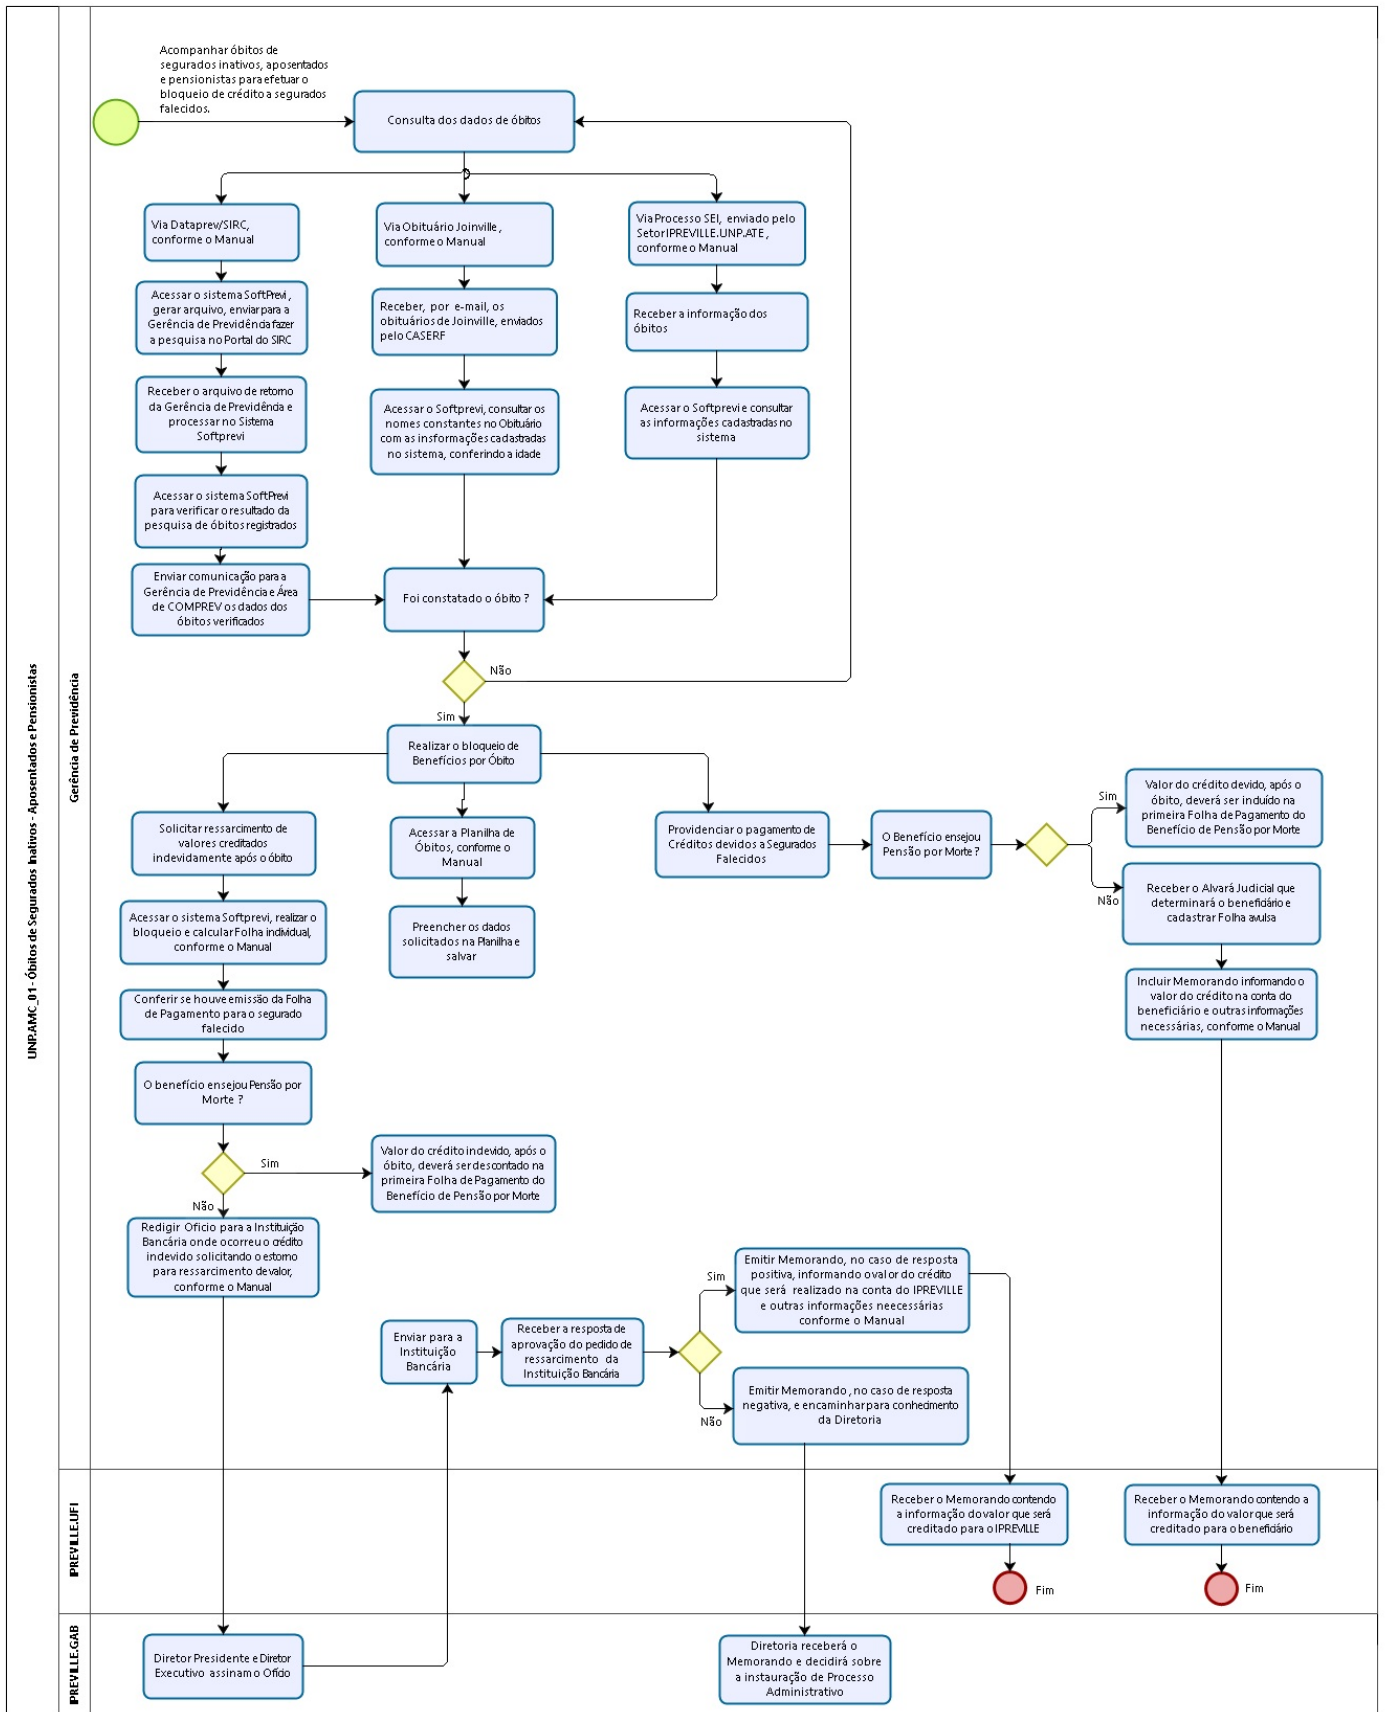 UNP.AMC_01 - Óbitos de Segurados Inativos - Aposentados e Pensionistas
Gerência de Previdência
Acompanhar óbitos de
segurados inativos, aposentados
e pensionistas para efetuar o
bloqueio de crédito a segurados
falecidos.
Consulta dos dados de óbitos
Via Dataprev/SIRC,
conforme o Manual
Via Obituário Joinville,
conforme o Manual
Via Processo SEI, enviado pelo
Setor IPREVILLE.UNP.ATE,
conforme o Manual
Acessar o sistema SoftPrevi,
gerar arquivo, enviar para a
Gerência de Previdência fazer
a pesquisa no Portal do SIRC
Receber, por e-mail, os
obituários de Joinville, enviados
pelo CASERF
Receber a informação dos
óbitos
Receber o arquivo de retorno
da Gerência de Previdência e
processar no Sistema
Softprevi
Acessar o Softprevi, consultar os
nomes constantes no Obituário
com as insformações cadastradas
no sistema, conferindo a idade
Acessar o Softprevi e consultar
as informações cadastradas no
sistema
Acessar o sistema SoftPrevi
para verificar o resultado da
pesquisa de óbitos registrados
Enviar comunicação para a
Gerência de Previdência e Área
de COMPREV os dados dos
óbitos verificados
Foi constatado o óbito ?
Não
Sim
Realizar o bloqueio de
Benefícios por Óbito
Solicitar ressarcimento de
valores creditados
indevidamente após o óbito
Acessar a Planilha de
Óbitos, conforme o
Manual
Providenciar o pagamento de
Créditos devidos a Segurados
Falecidos
O Benefício ensejou
Pensão por Morte ?
Sim
Valor do crédito devido, após o
óbito, deverá ser incluído na
primeira Folha de Pagamento do
Benefício de Pensão por Morte
Não
Receber o Alvará Judicial que
determinará o beneficiário e
cadastrar Folha avulsa
Acessar o sistema Softprevi, realizar o
bloqueio e calcular Folha individual,
conforme o Manual
Preencher os dados
solicitados na Planilha e
salvar
Incluir Memorando informando o
valor do crédito na conta do
beneficiário e outras informações
necessárias, conforme o Manual
Conferir se houve emissão da Folha
de Pagamento para o segurado
falecido
O benefício ensejou Pensão por
Morte ?
Sim
Valor do crédito indevido, após o
óbito, deverá ser descontado na
primeira Folha de Pagamento do
Benefício de Pensão por Morte
Não
Redigir Oficio para a Instituição
Bancária onde ocorreu o crédito
indevido solicitando o estorno
para ressarcimento de valor,
conforme o Manual
Enviar para a
Instituição
Bancária
Receber a resposta de
aprovação do pedido de
ressarcimento da
Instituição Bancária
Sim
Emitir Memorando, no caso de resposta
positiva, informando o valor do crédito
que será realizado na conta do IPREVILLE
e outras informações neecessárias
conforme o Manual
Não
Emitir Memorando, no caso de resposta
negativa, e encaminhar para conhecimento
da Diretoria
IPREVILLE.UFI
Receber o Memorando contendo
a informação do valor que será
creditado para o IPREVILLE
Fim
Receber o Memorando contendo a
informação do valor que será
creditado para o beneficiário
Fim
IPREVILLE.GAB
Diretor Presidente e Diretor
Executivo assinam o Ofício
Diretoria receberá o
Memorando e decidirá sobre
a instauração de Processo
Administrativo